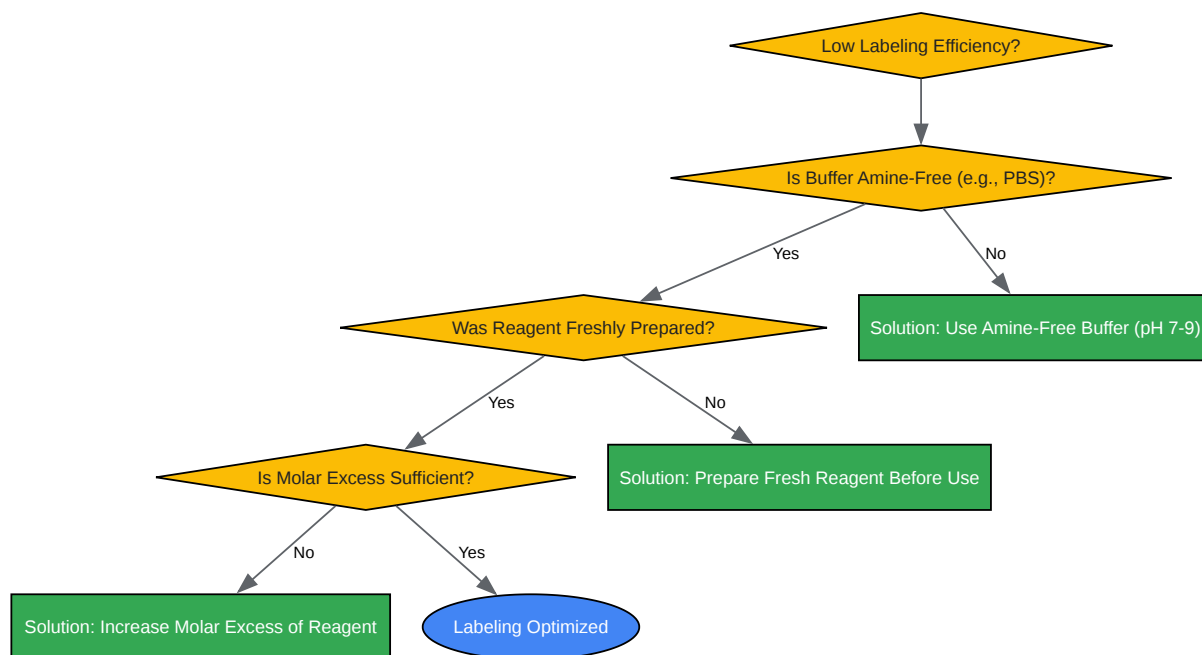 Low Labeling Efficiency?
Is Buffer Amine-Free (e.g., PBS)?
Yes
No
Was Reagent Freshly Prepared?
Solution: Use Amine-Free Buffer (pH 7-9)
Yes
No
Is Molar Excess Sufficient?
Solution: Prepare Fresh Reagent Before Use
No
Yes
Solution: Increase Molar Excess of Reagent
Labeling Optimized